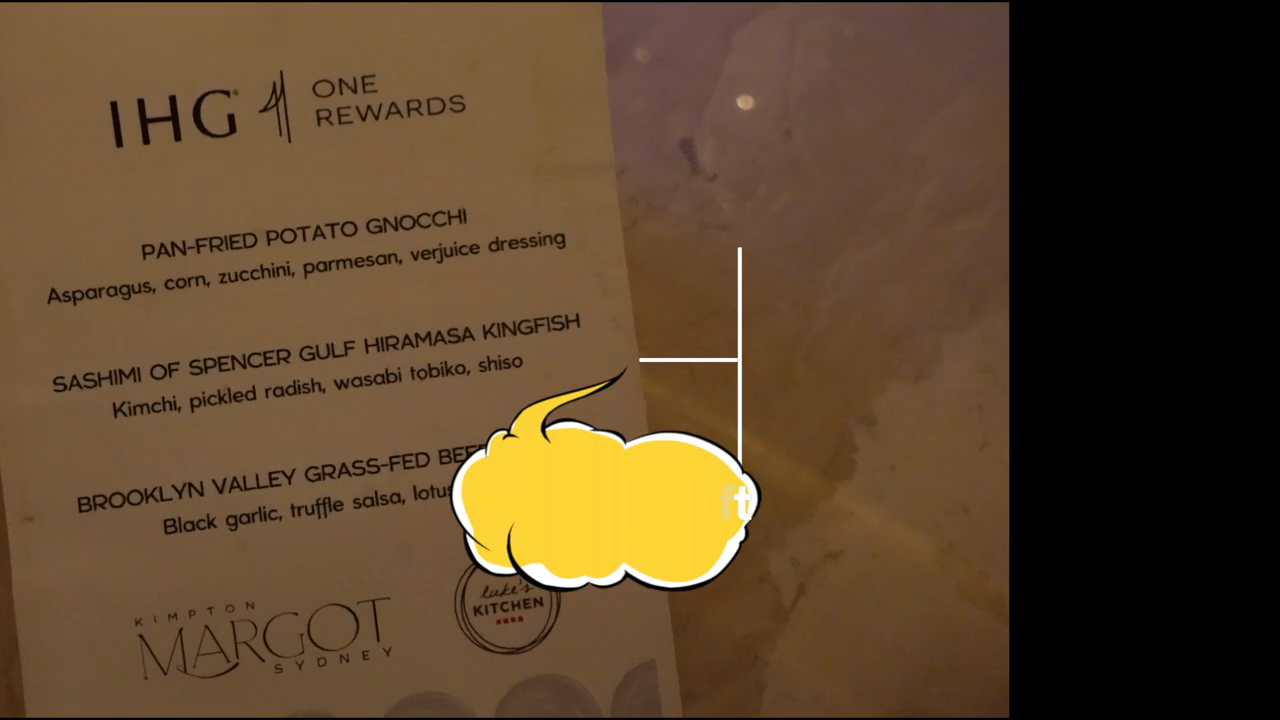 IHG ONE
REWARDS
PAN-FRIED POTATO GNOCCHI
Asparagus, corn, zucchini, parmesan, verjuice dressing
SASHIMI OF SPENCER GULF HIRAMASA KINGFISH
Kimchi, pickled radish, wasabi tobiko, shiso
BROOKLYN VALLEY GRASS-FED
Black garlic, truffle salsa,
ft
KIMPTON
MARGOT
SYDNEY
luke's
KITCHEN